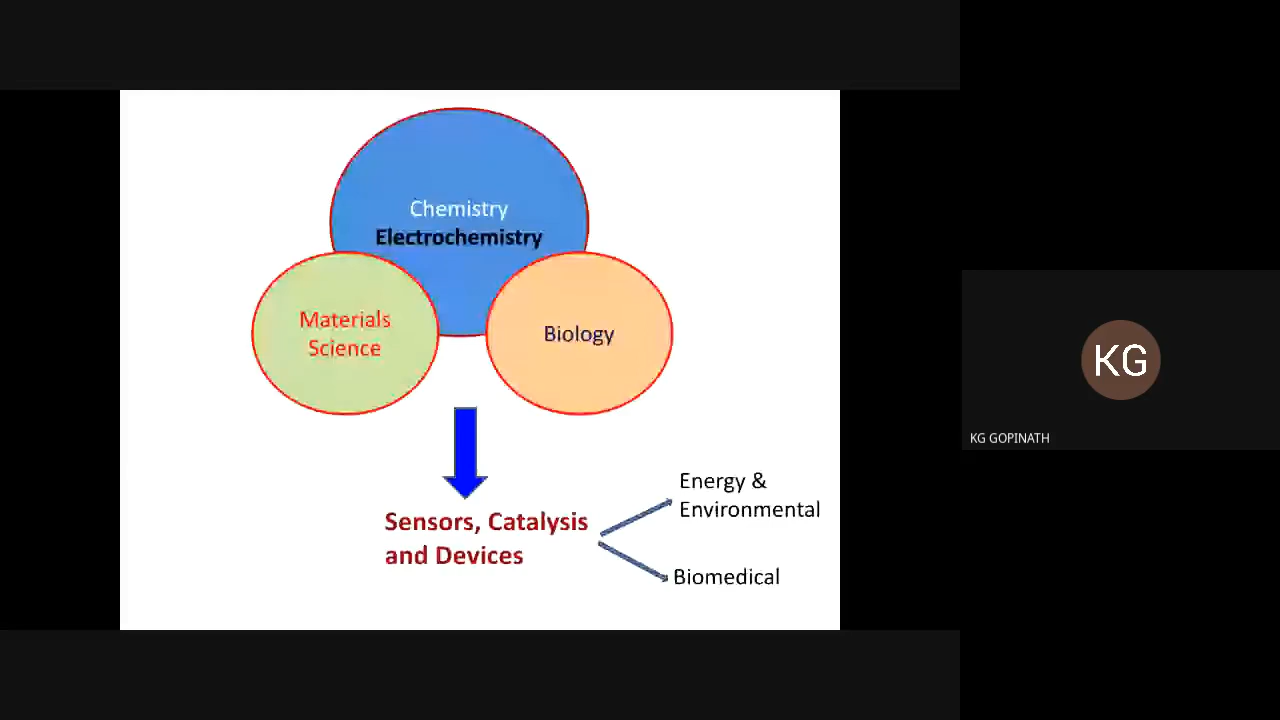 Chemistry
Electrochemistry
Materials
Science
Biology
Sensors, Catalysis
and Devices
Energy &
Environmental
Biomedical
KG
KG GOPINATH